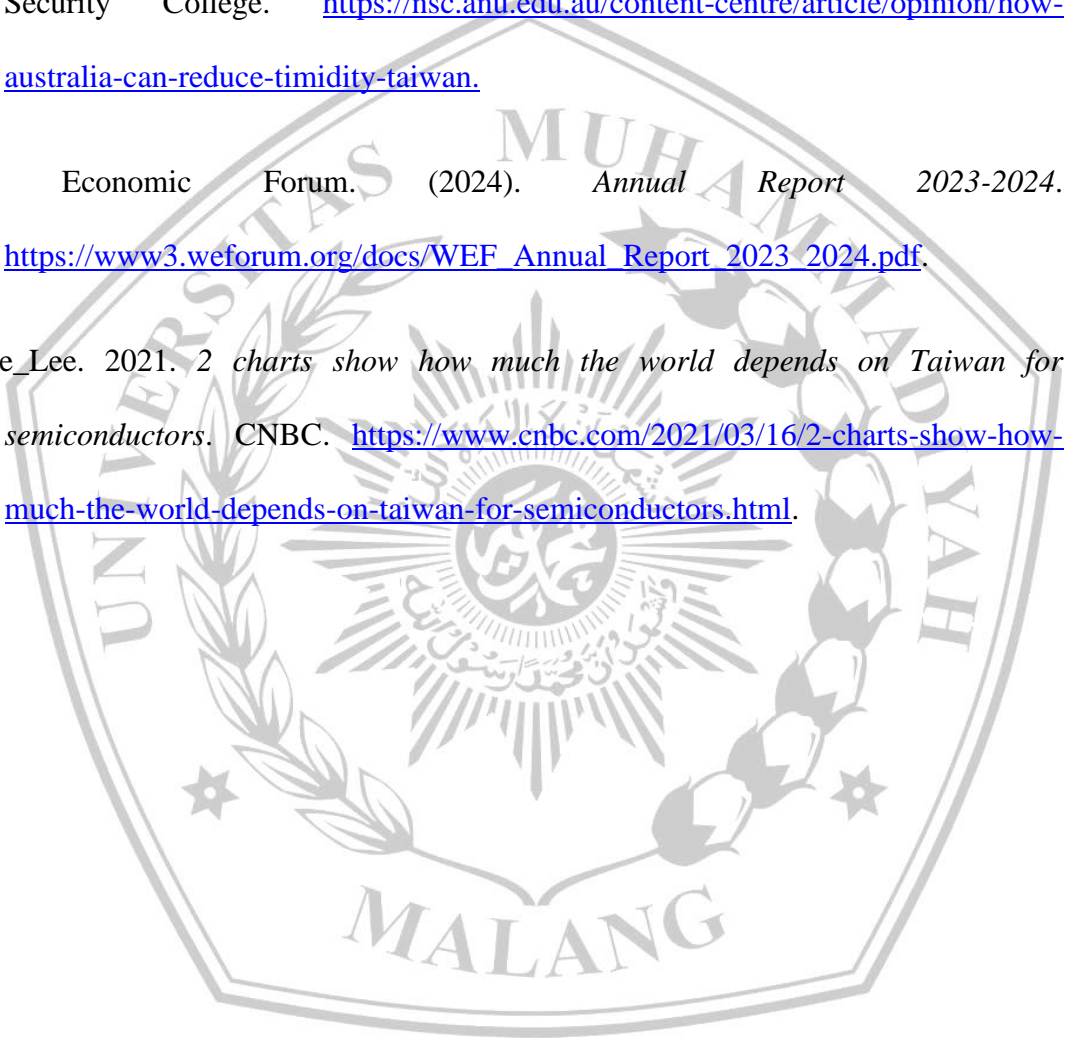 Security College. https://nsc.anu.edu.au/content-centre/article/opinion/how-
australia-can-reduce-timidity-taiwan.
Economic Forum. (2024). Annual Report 2023-2024.
https://www3.weforum.org/docs/WEF_Annual_Report_2023_2024.pdf.
e_Lee. 2021. 2 charts show how much the world depends on Taiwan for
semiconductors. CNBC. https://www.cnbc.com/2021/03/16/2-charts-show-how-
much-the-world-depends-on-taiwan-for-semiconductors.html.
UNIVERSITAS MUHAMMADIYAH
MALANG